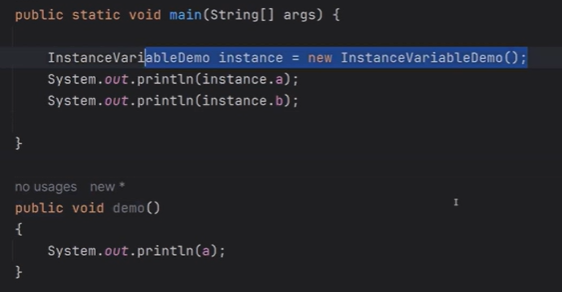 public static void main(String[] args) {
InstanceVariableDemo instance = new InstanceVariableDemo();
System.out.println(instance.a);
System.out.println(instance.b);
}
no usages new *
public void demo()
{
System.out.println(a);
}